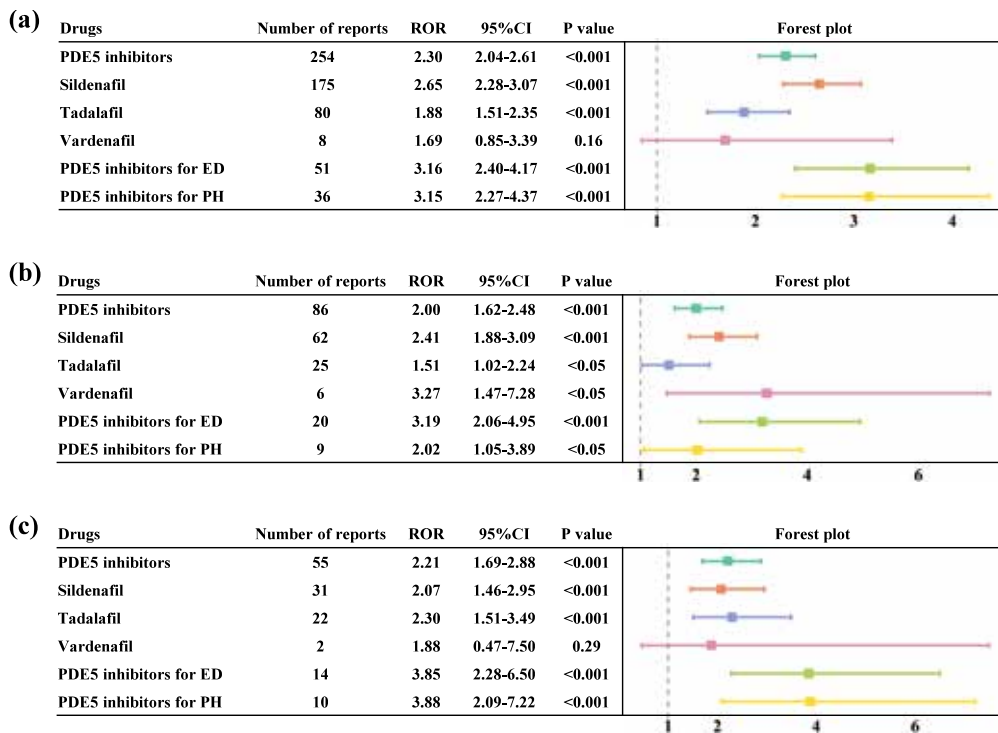 (a)
Drugs Number of reports ROR 95%CI P value Forest plot
PDE5 inhibitors 254 2.30 2.04-2.61 <0.001
Sildenafil 175 2.65 2.28-3.07 <0.001
Tadalafil 80 1.88 1.51-2.35 <0.001
Vardenafil 8 1.69 0.85-3.39 0.16
PDE5 inhibitors for ED 51 3.16 2.40-4.17 <0.001
PDE5 inhibitors for PH 36 3.15 2.27-4.37 <0.001
1 2 3 4
(b)
Drugs Number of reports ROR 95%CI P value Forest plot
PDE5 inhibitors 86 2.00 1.62-2.48 <0.001
Sildenafil 62 2.41 1.88-3.09 <0.001
Tadalafil 25 1.51 1.02-2.24 <0.05
Vardenafil 6 3.27 1.47-7.28 <0.05
PDE5 inhibitors for ED 20 3.19 2.06-4.95 <0.001
PDE5 inhibitors for PH 9 2.02 1.05-3.89 <0.05
1 2 4 6
(c)
Drugs Number of reports ROR 95%CI P value Forest plot
PDE5 inhibitors 55 2.21 1.69-2.88 <0.001
Sildenafil 31 2.07 1.46-2.95 <0.001
Tadalafil 22 2.30 1.51-3.49 <0.001
Vardenafil 2 1.88 0.47-7.50 0.29
PDE5 inhibitors for ED 14 3.85 2.28-6.50 <0.001
PDE5 inhibitors for PH 10 3.88 2.09-7.22 <0.001
1 2 4 6